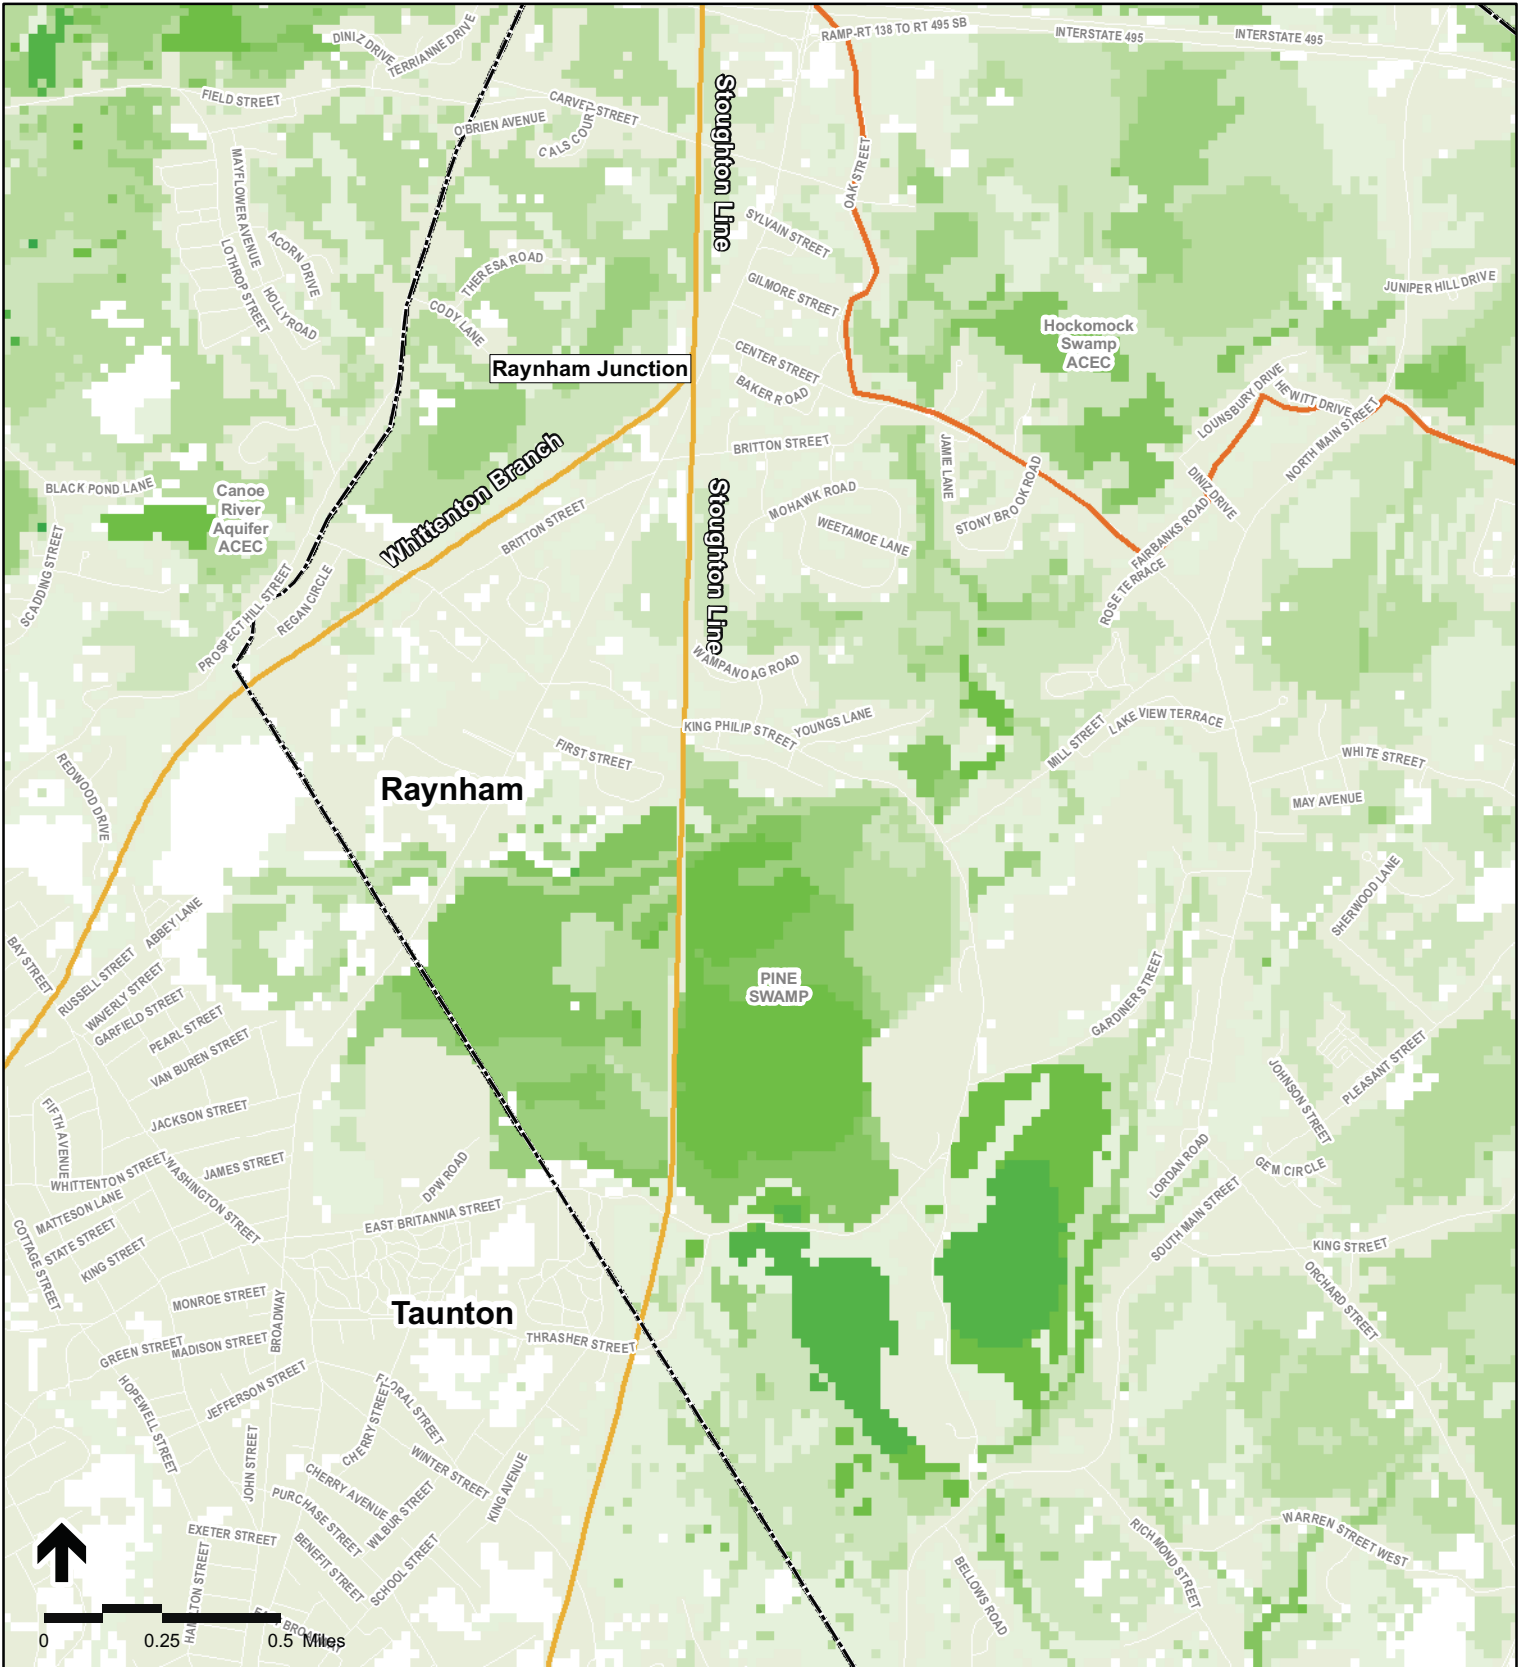 RAMP-RT 138 TO RT 495 SB
INTERSTATE 495
INTERSTATE 495
DINIZ DRIVE
TERRIANNE DRIVE
FIELD STREET
CARVER STREET
O'BRIEN AVENUE
CALS COURT
Stoughton Line
OAK STREET
MAYFLOWER AVENUE
ACORN DRIVE
LOTHROP STREET
HOLLY ROAD
THERESA ROAD
CODY LANE
SYLVAIN STREET
GILMORE STREET
JUNIPER HILL DRIVE
Hockomock
Swamp
ACEC
Raynham Junction
CENTER STREET
BAKER ROAD
LOUNSBURY DRIVE
HEWITT DRIVE
NORTH MAIN STREET
BRITTON STREET
Whittenton Branch
BLACK POND LANE
Canoe
River
Aquifer
ACEC
BRITTON STREET
Stoughton Line
MOHAWK ROAD
WEETAMOE LANE
JAMIE LANE
STONY BROOK ROAD
DINIZ DRIVE
FAIRBANKS ROAD
ROSE TERRACE
SCADDING STREET
PROSPECT HILL STREET
REGAN CIRCLE
WAMPANOAG ROAD
KING PHILIP STREET
YOUNGS LANE
MILL STREET
LAKE VIEW TERRACE
WHITE STREET
FIRST STREET
REDWOOD DRIVE
Raynham
MAY AVENUE
SHERWOOD LANE
ABBEY LANE
BAY STREET
RUSSELL STREET
WAVERLY STREET
GARFIELD STREET
PEARL STREET
VAN BUREN STREET
PINE
SWAMP
GARDINER STREET
JOHNSON STREET
PLEASANT STREET
FIFTH AVENUE
JACKSON STREET
WHITTENTON STREET
JAMES STREET
WASHINGTON STREET
MATTESON LANE
STATE STREET
COTTAGE STREET
KING STREET
DPW ROAD
EAST BRITANNIA STREET
LORDAN ROAD
GEM CIRCLE
SOUTH MAIN STREET
KING STREET
ORCHARD STREET
MONROE STREET
BROADWAY
Taunton
THRASHER STREET
GREEN STREET
MADISON STREET
HOPEWELL STREET
JEFFERSON STREET
FLORAL STREET
CHERRY STREET
JOHN STREET
WINTER STREET
KING AVENUE
CHERRY AVENUE
PURCHASE STREET
WILBUR STREET
EXETER STREET
BENEFIT STREET
SCHOOL STREET
BELLOWS ROAD
RICHMOND STREET
WARREN STREET WEST
0 0.25 0.5 Miles